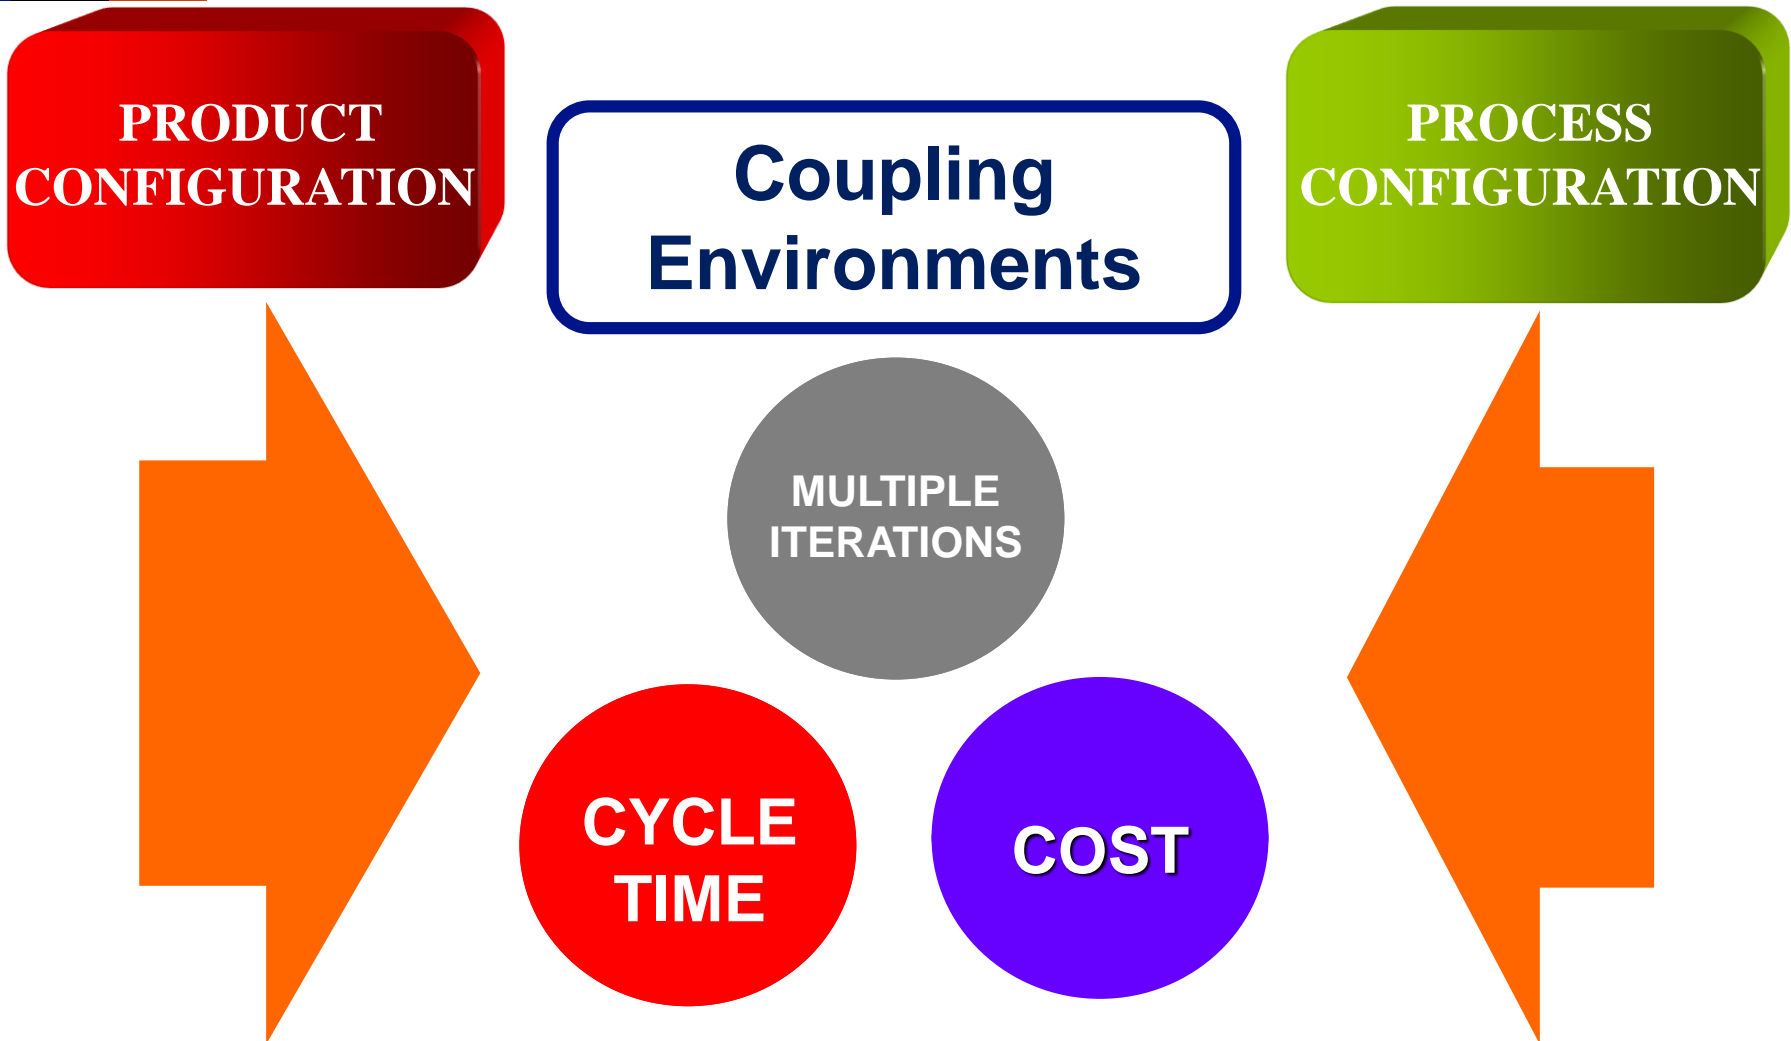 PRODUCT
CONFIGURATION
Coupling
Environments
PROCESS
CONFIGURATION
MULTIPLE
ITERATIONS
CYCLE
TIME
COST